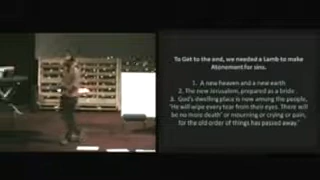 To Get to the end, we needed a Lamb to make
Atonement for sins.
1. A new heaven and a new earth
2. The new Jerusalem, prepared as a bride .
3. God's dwelling place is now among the people,
'He will wipe every tear from their eyes. There will
be no more death' or mourning or crying or pain,
for the old order of things has passed away.'